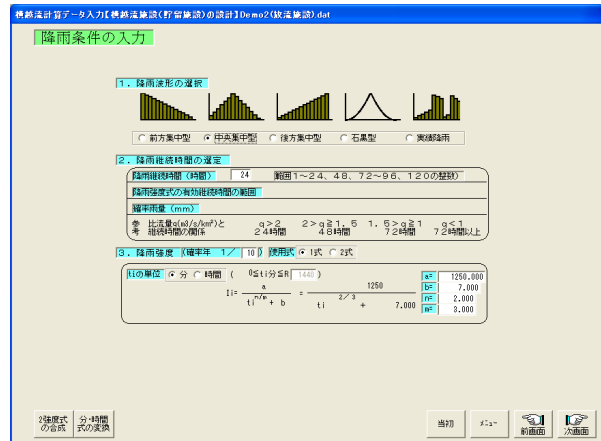 横越流計算データ入力【横越流施設(貯留施設)の設計】Demo2(放流施設).dat
降雨条件の入力
1. 降雨波形の選択
前方集中型 中央集中型 後方集中型 石黒型 実績降雨
2. 降雨継続時間の選定
降雨継続時間(時間) 24 (範囲1~24、48、72~96、120の整数)
降雨強度式の有効継続時間の範囲
確率雨量(mm)
参 比流量q(m3/s/km²)と q>2 2>q≧1.5 1.5>q≧1 q<1
考 継続時間の関係 24時間 48時間 72時間 72時間以上
3. 降雨強度 (確率年 1/ 10 ) 使用式 1式 2式
tiの単位 分 時間 ( 0≦ti分≦R 1440 )
Ii= a / ti^n/m + b = 1250 / ti^2/3 + 7.000
a= 1250.000
b= 7.000
n= 2.000
m= 3.000
2強度式の合成 分・時間式の変換 当初 メニュー 前画面 次画面